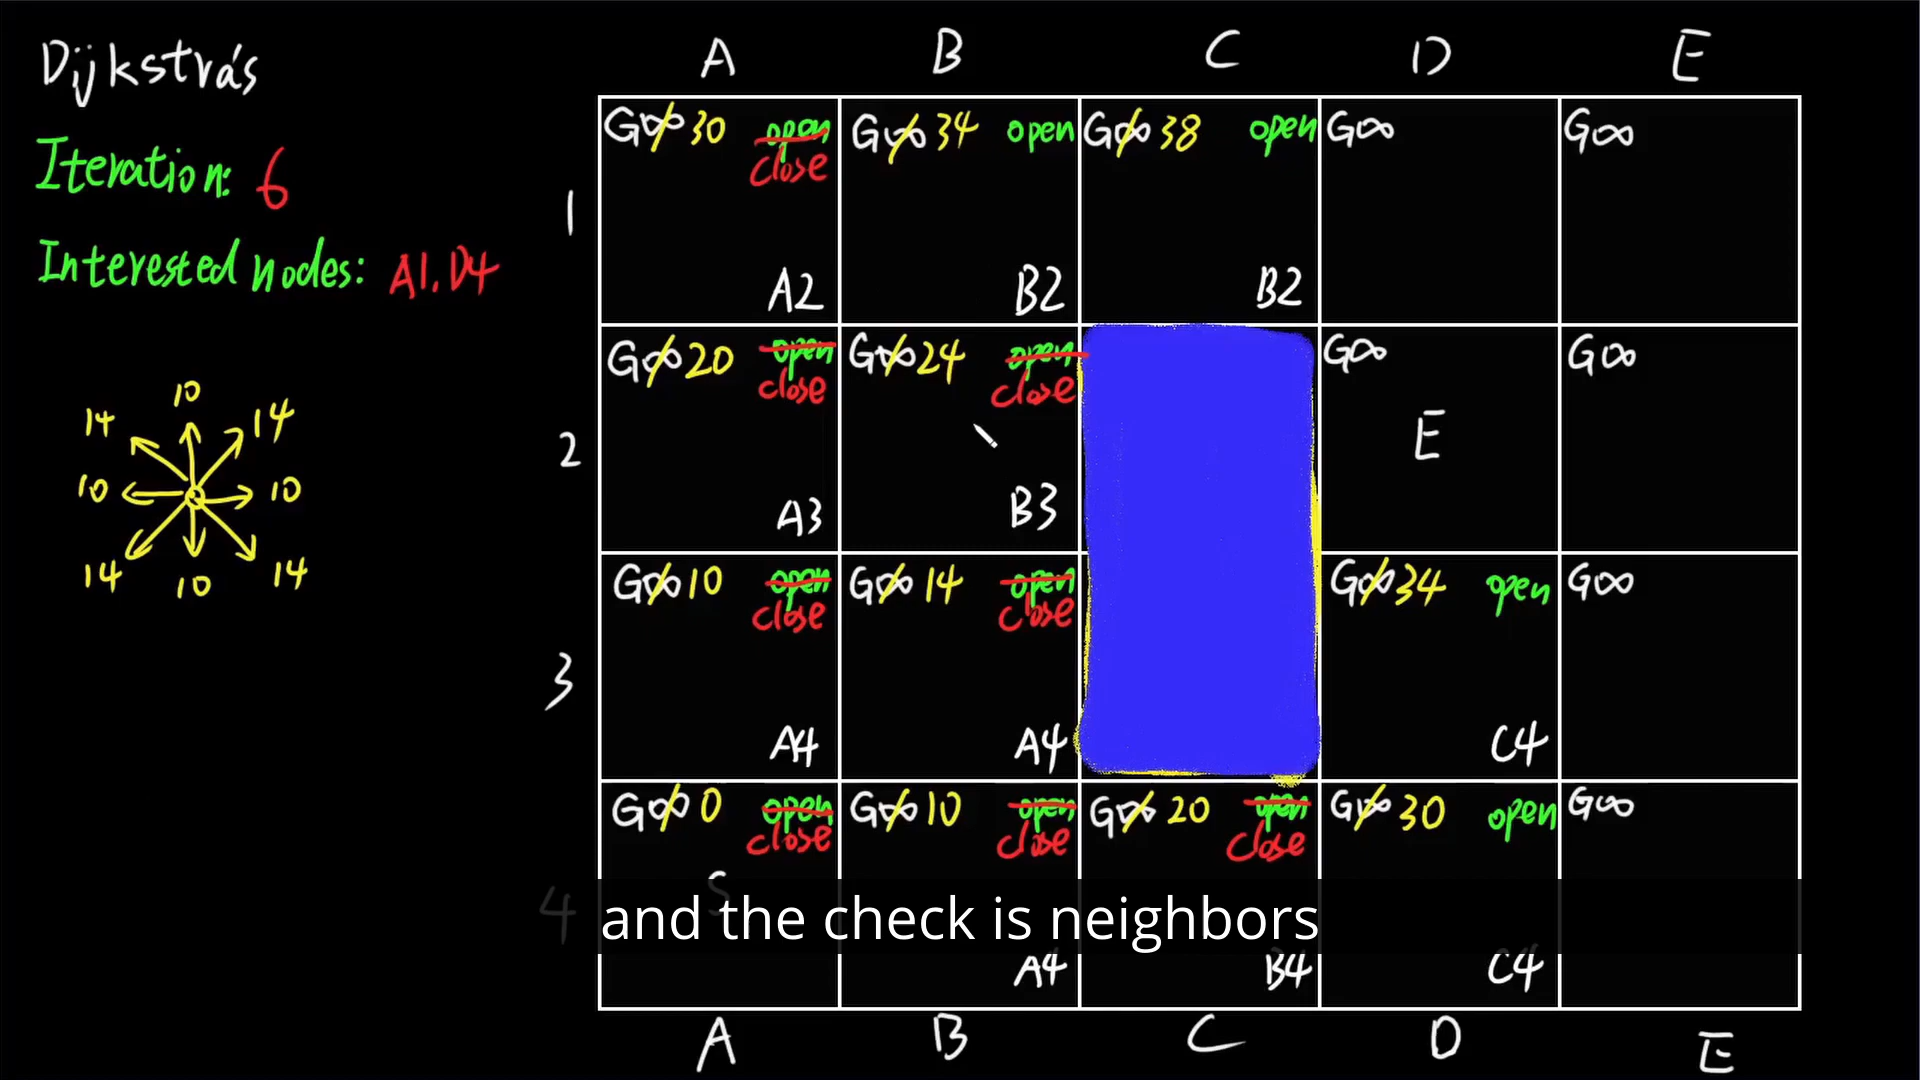 Dijkstra's
Iteration: 6
Interested nodes: A1. D4
14 10 14
10 10
14 10 14
A B C D E
1
G∞ 30 open close A2
G∞ 34 open B2
G∞ 38 open B2
G∞
G∞
2
G∞ 20 open close A3
G∞ 24 open close B3
G∞ E
G∞
3
G∞ 10 open close A4
G∞ 14 open close A4
G∞ 34 open C4
G∞
4
G∞ 0 open close S
G∞ 10 open close A4
G∞ 20 open close B4
G∞ 30 open C4
G∞
and the check is neighbors
A B C D E